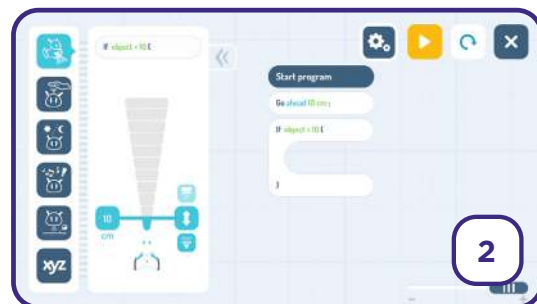 If object < 10 {
10
cm
xyz
Start program
Go ahead 10 cm;
If object < 10 {
}
2